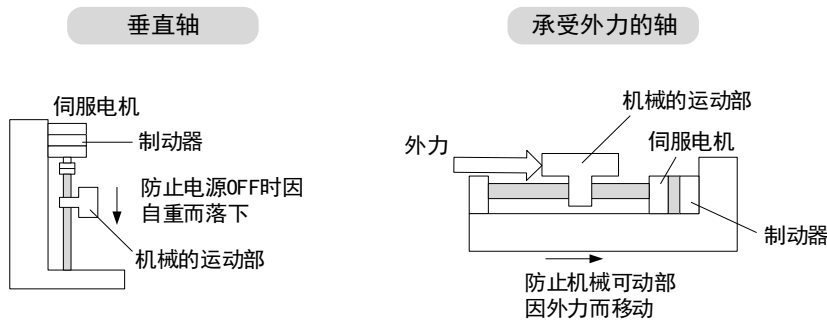 垂直轴
伺服电机
制动器
防止电源OFF时因
自重而落下
机械的运动部
承受外力的轴
机械的运动部
伺服电机
外力
制动器
防止机械可动部
因外力而移动